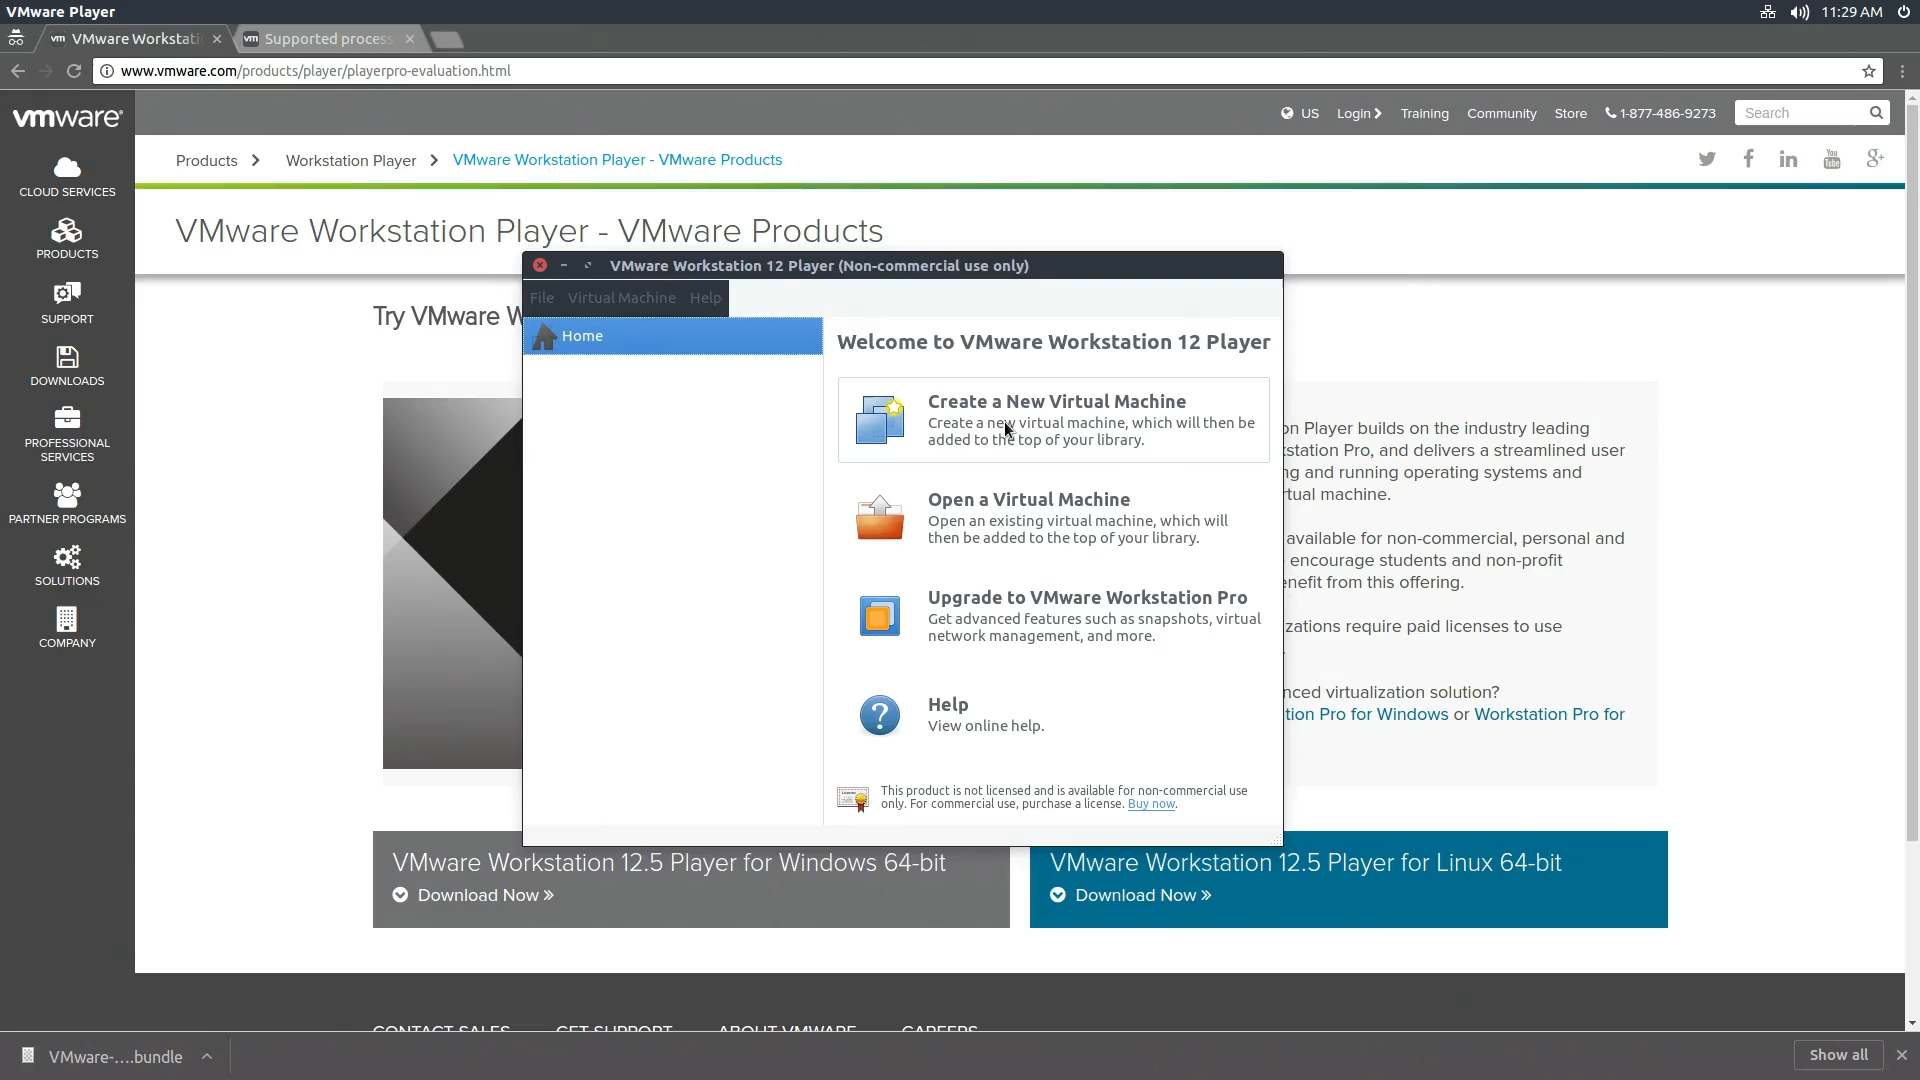 VMware Player
11:29 AM
VMware Workstati
Supported process
www.vmware.com/products/player/playerpro-evaluation.html
vmware
US
Login
Training
Community
Store
1-877-486-9273
Search
Products
Workstation Player
VMware Workstation Player - VMware Products
CLOUD SERVICES
PRODUCTS
SUPPORT
DOWNLOADS
PROFESSIONAL
SERVICES
PARTNER PROGRAMS
SOLUTIONS
COMPANY
VMware Workstation Player - VMware Products
Try VMware W
VMware Workstation 12 Player (Non-commercial use only)
File Virtual Machine Help
Home
Welcome to VMware Workstation 12 Player
Create a New Virtual Machine
Create a new virtual machine, which will then be
added to the top of your library.
Open a Virtual Machine
Open an existing virtual machine, which will
then be added to the top of your library.
Upgrade to VMware Workstation Pro
Get advanced features such as snapshots, virtual
network management, and more.
Help
View online help.
This product is not licensed and is available for non-commercial use
only. For commercial use, purchase a license. Buy now.
on Player builds on the industry leading
kstation Pro, and delivers a streamlined user
ng and running operating systems and
rtual machine.
available for non-commercial, personal and
encourage students and non-profit
enefit from this offering.
zations require paid licenses to use
nced virtualization solution?
tion Pro for Windows or Workstation Pro for
VMware Workstation 12.5 Player for Windows 64-bit
Download Now »
VMware Workstation 12.5 Player for Linux 64-bit
Download Now »
CONTACT SALES
GET SUPPORT
ABOUT VMWARE
CAREERS
VMware-....bundle
Show all